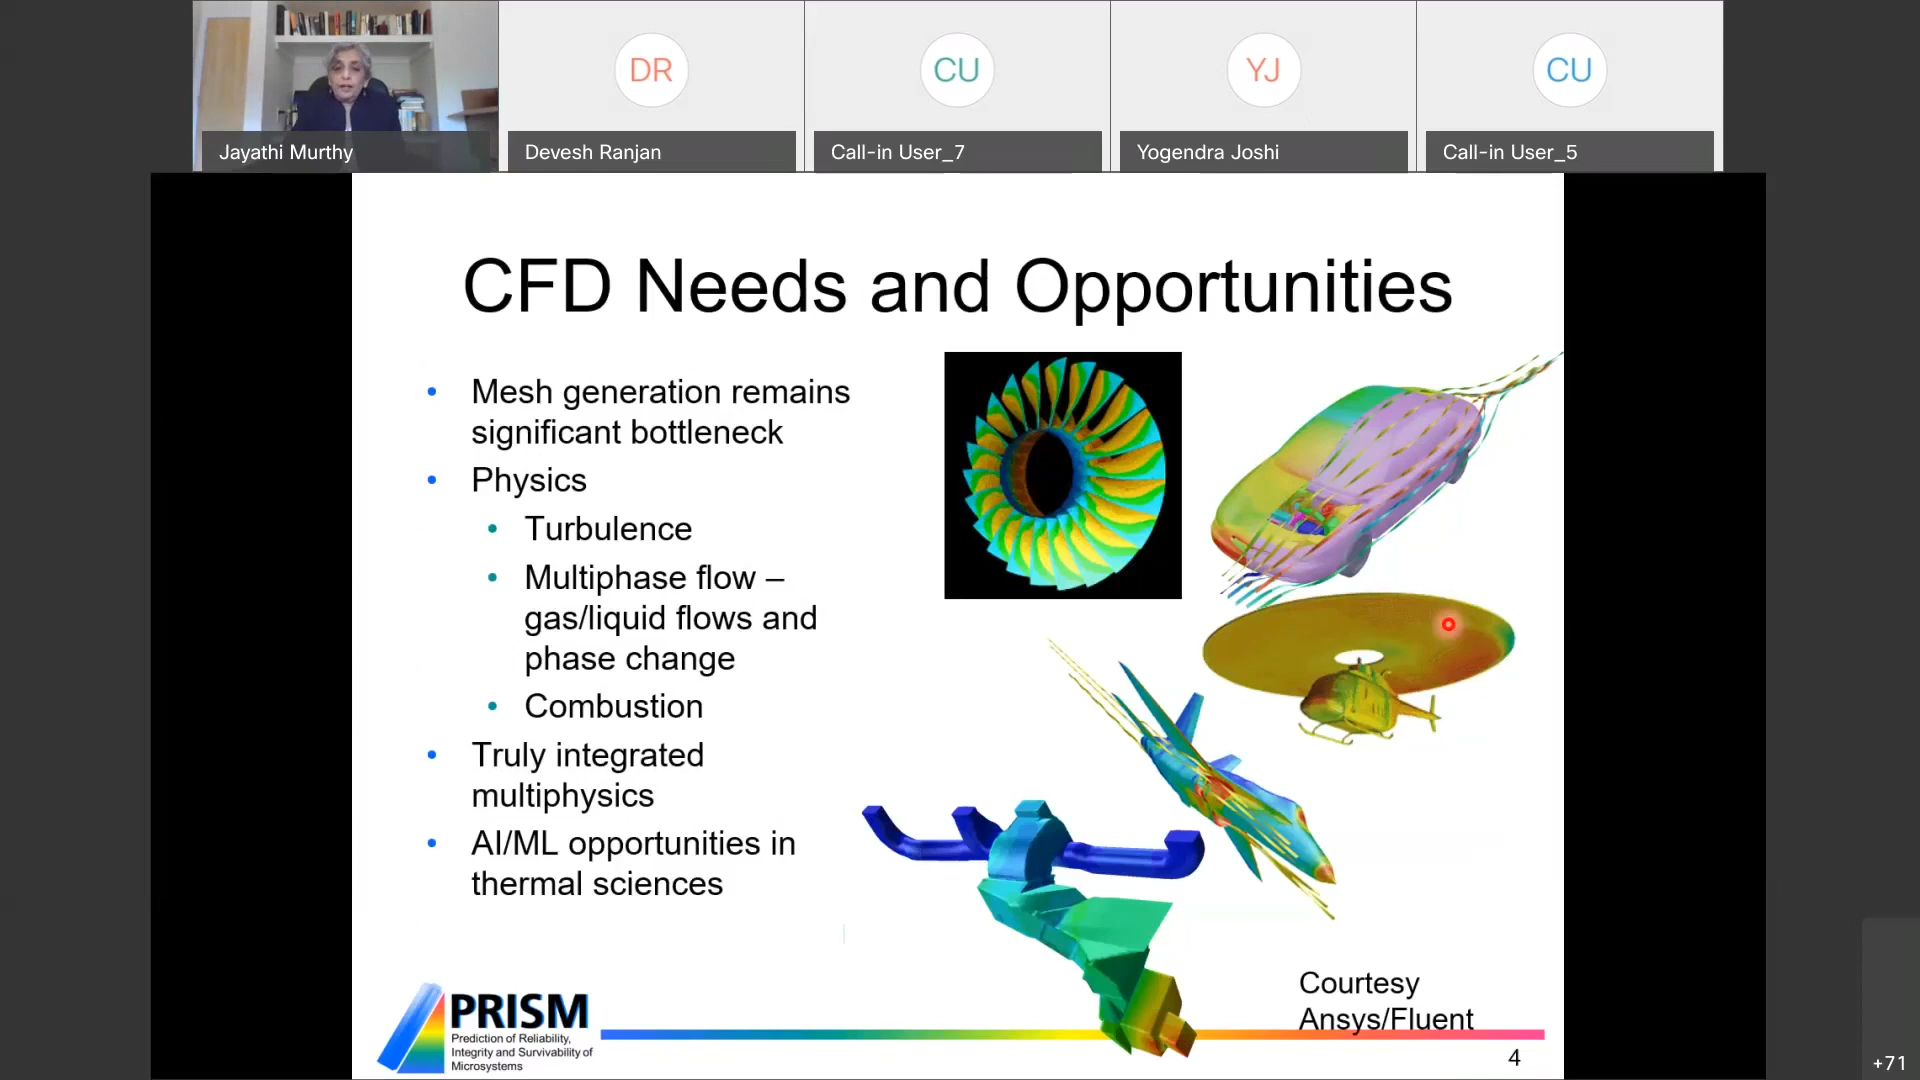 DR
CU
YJ
CU
Jayathi Murthy
Devesh Ranjan
Call-in User_7
Yogendra Joshi
Call-in User_5
CFD Needs and Opportunities
• Mesh generation remains
significant bottleneck
• Physics
• Turbulence
• Multiphase flow –
gas/liquid flows and
phase change
• Combustion
• Truly integrated
multiphysics
• AI/ML opportunities in
thermal sciences
Courtesy
Ansys/Fluent
PRISM
Prediction of Reliability,
Integrity and Survivability of
Microsystems
4
+71